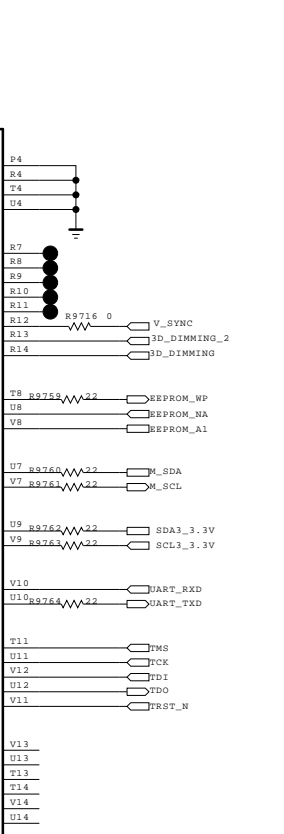 P4
R4
T4
U4
R7
R8
R9
R10
R11
R9716 0
R12 V_SYNC
R13 3D_DIMMING_2
R14 3D_DIMMING
T8 R9759 22 EEPROM_WP
U8 EEPROM_NA
V8 EEPROM_A1
U7 R9760 22 M_SDA
V7 R9761 22 M_SCL
U9 R9762 22 SDA3_3.3V
V9 R9763 22 SCL3_3.3V
V10 UART_RXD
U10 R9764 22 UART_TXD
T11 TMS
U11 TCK
V12 TDI
U12 TDO
V11 TRST_N
V13
U13
T13
T14
V14
U14